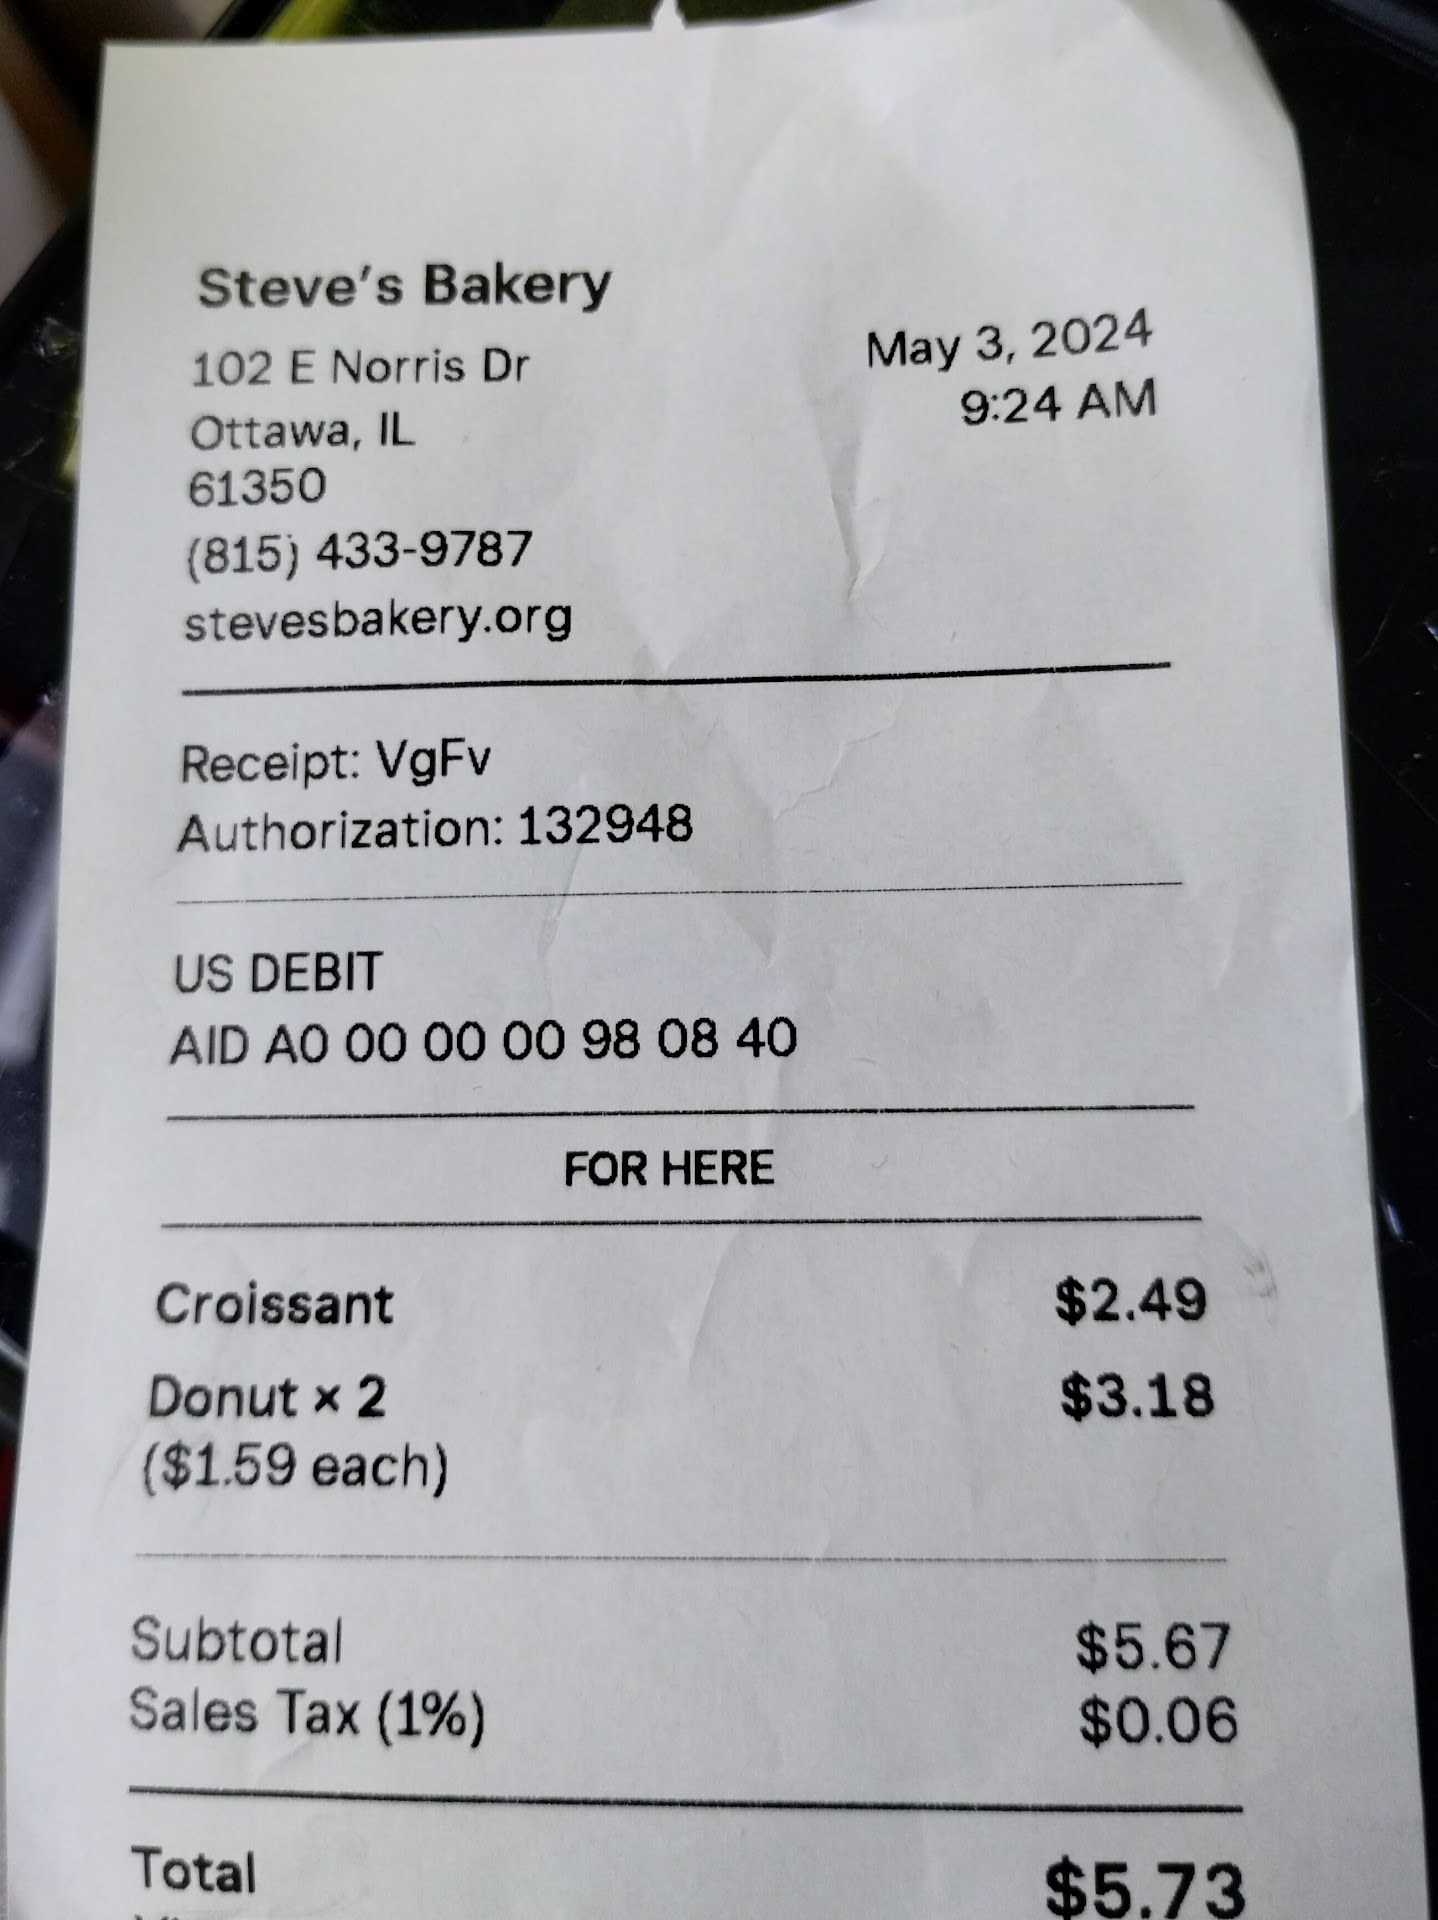 Steve's Bakery
102 E Norris Dr
Ottawa, IL
61350
(815) 433-9787
stevesbakery.org
May 3, 2024
9:24 AM
Receipt: VgFv
Authorization: 132948
US DEBIT
AID A0 00 00 00 98 08 40
FOR HERE
Croissant $2.49
Donut × 2 $3.18
($1.59 each)
Subtotal $5.67
Sales Tax (1%) $0.06
Total $5.73